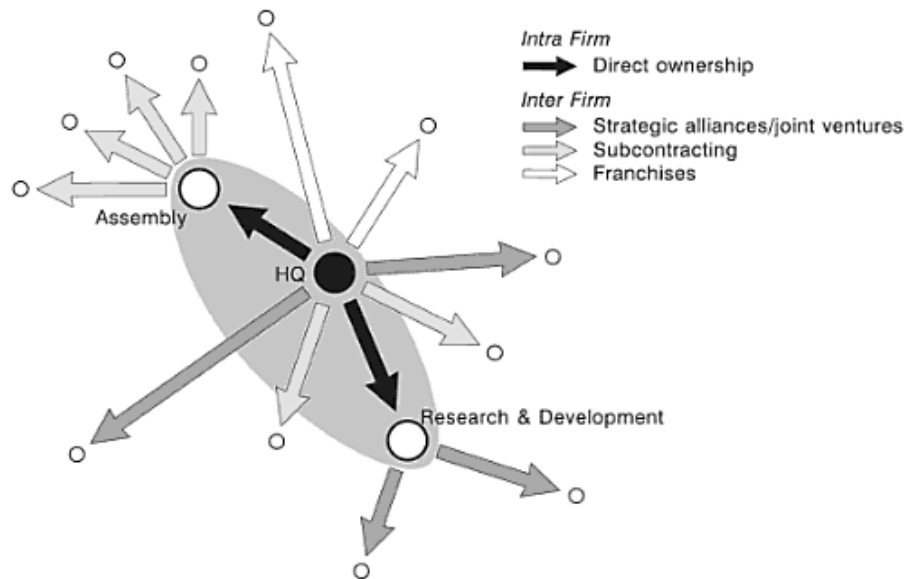 Intra Firm
Direct ownership
Inter Firm
Strategic alliances/joint ventures
Subcontracting
Franchises
Assembly
HQ
Research & Development